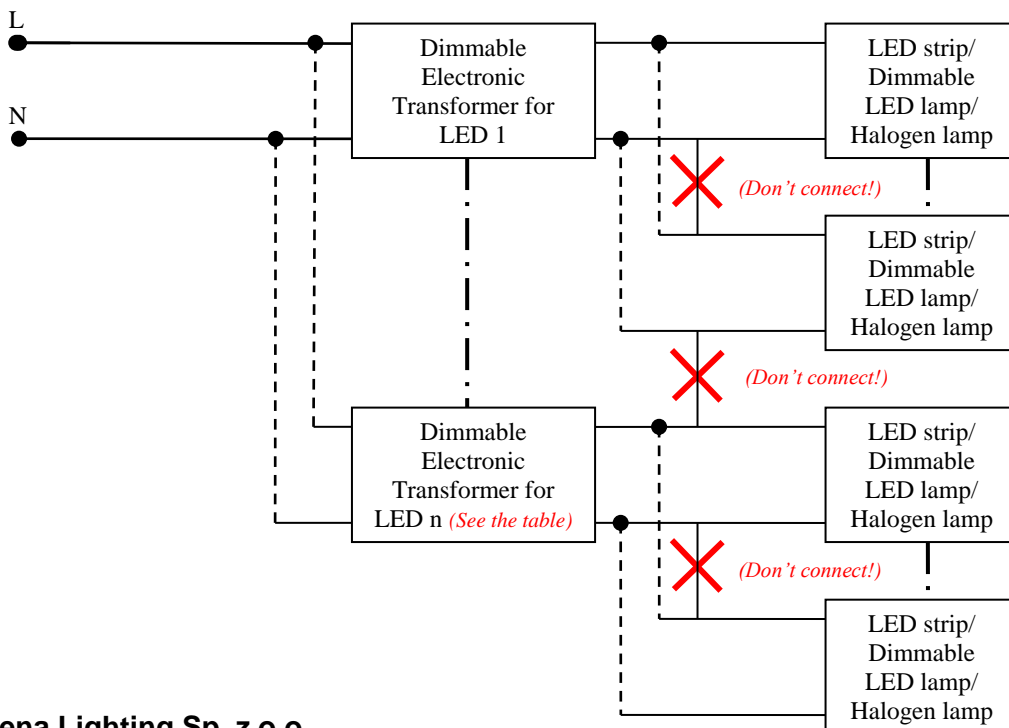 L
N
Dimmable
Electronic
Transformer for
LED 1
LED strip/
Dimmable
LED lamp/
Halogen lamp
(Don't connect!)
LED strip/
Dimmable
LED lamp/
Halogen lamp
(Don't connect!)
Dimmable
Electronic
Transformer for
LED n (See the table)
LED strip/
Dimmable
LED lamp/
Halogen lamp
(Don't connect!)
LED strip/
Dimmable
LED lamp/
Halogen lamp
Lighting Sp. z o.o.